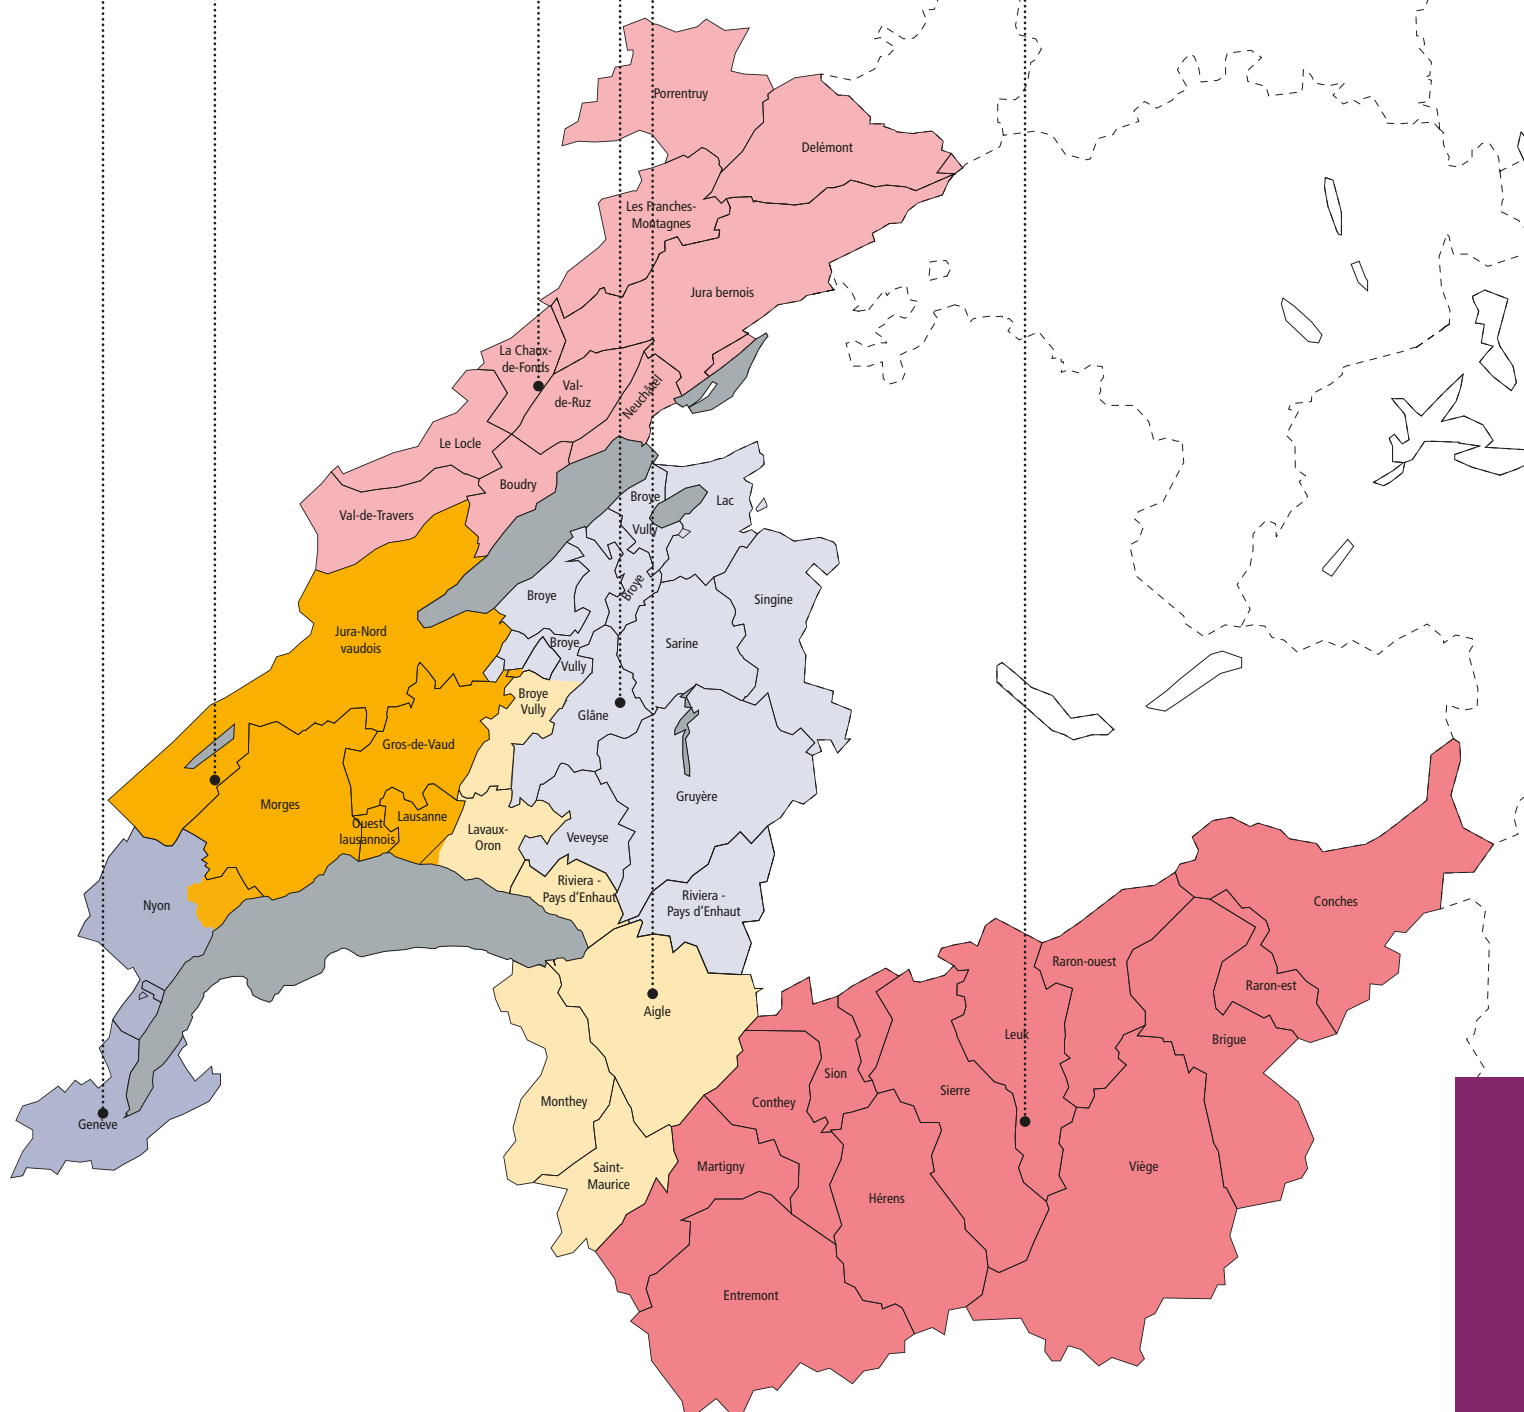 Porrentruy
Delémont
Les Franches-
Montagnes
Jura bernois
La Chaux-
de-Fonds
Val-
de-Ruz
Neuchâtel
Le Locle
Boudry
Val-de-Travers
Broye
Vully
Lac
Broye
Broye
Singine
Jura-Nord
vaudois
Broye
Vully
Sarine
Broye
Vully
Glâne
Gros-de-Vaud
Gruyère
Morges
Ouest
lausannois
Lausanne
Lavaux-
Oron
Veveyse
Riviera -
Pays d'Enhaut
Riviera -
Pays d'Enhaut
Nyon
Conches
Raron-ouest
Raron-est
Aigle
Leuk
Brigue
Sion
Sierre
Monthey
Conthey
Genève
Saint-
Maurice
Martigny
Viège
Hérens
Entremont